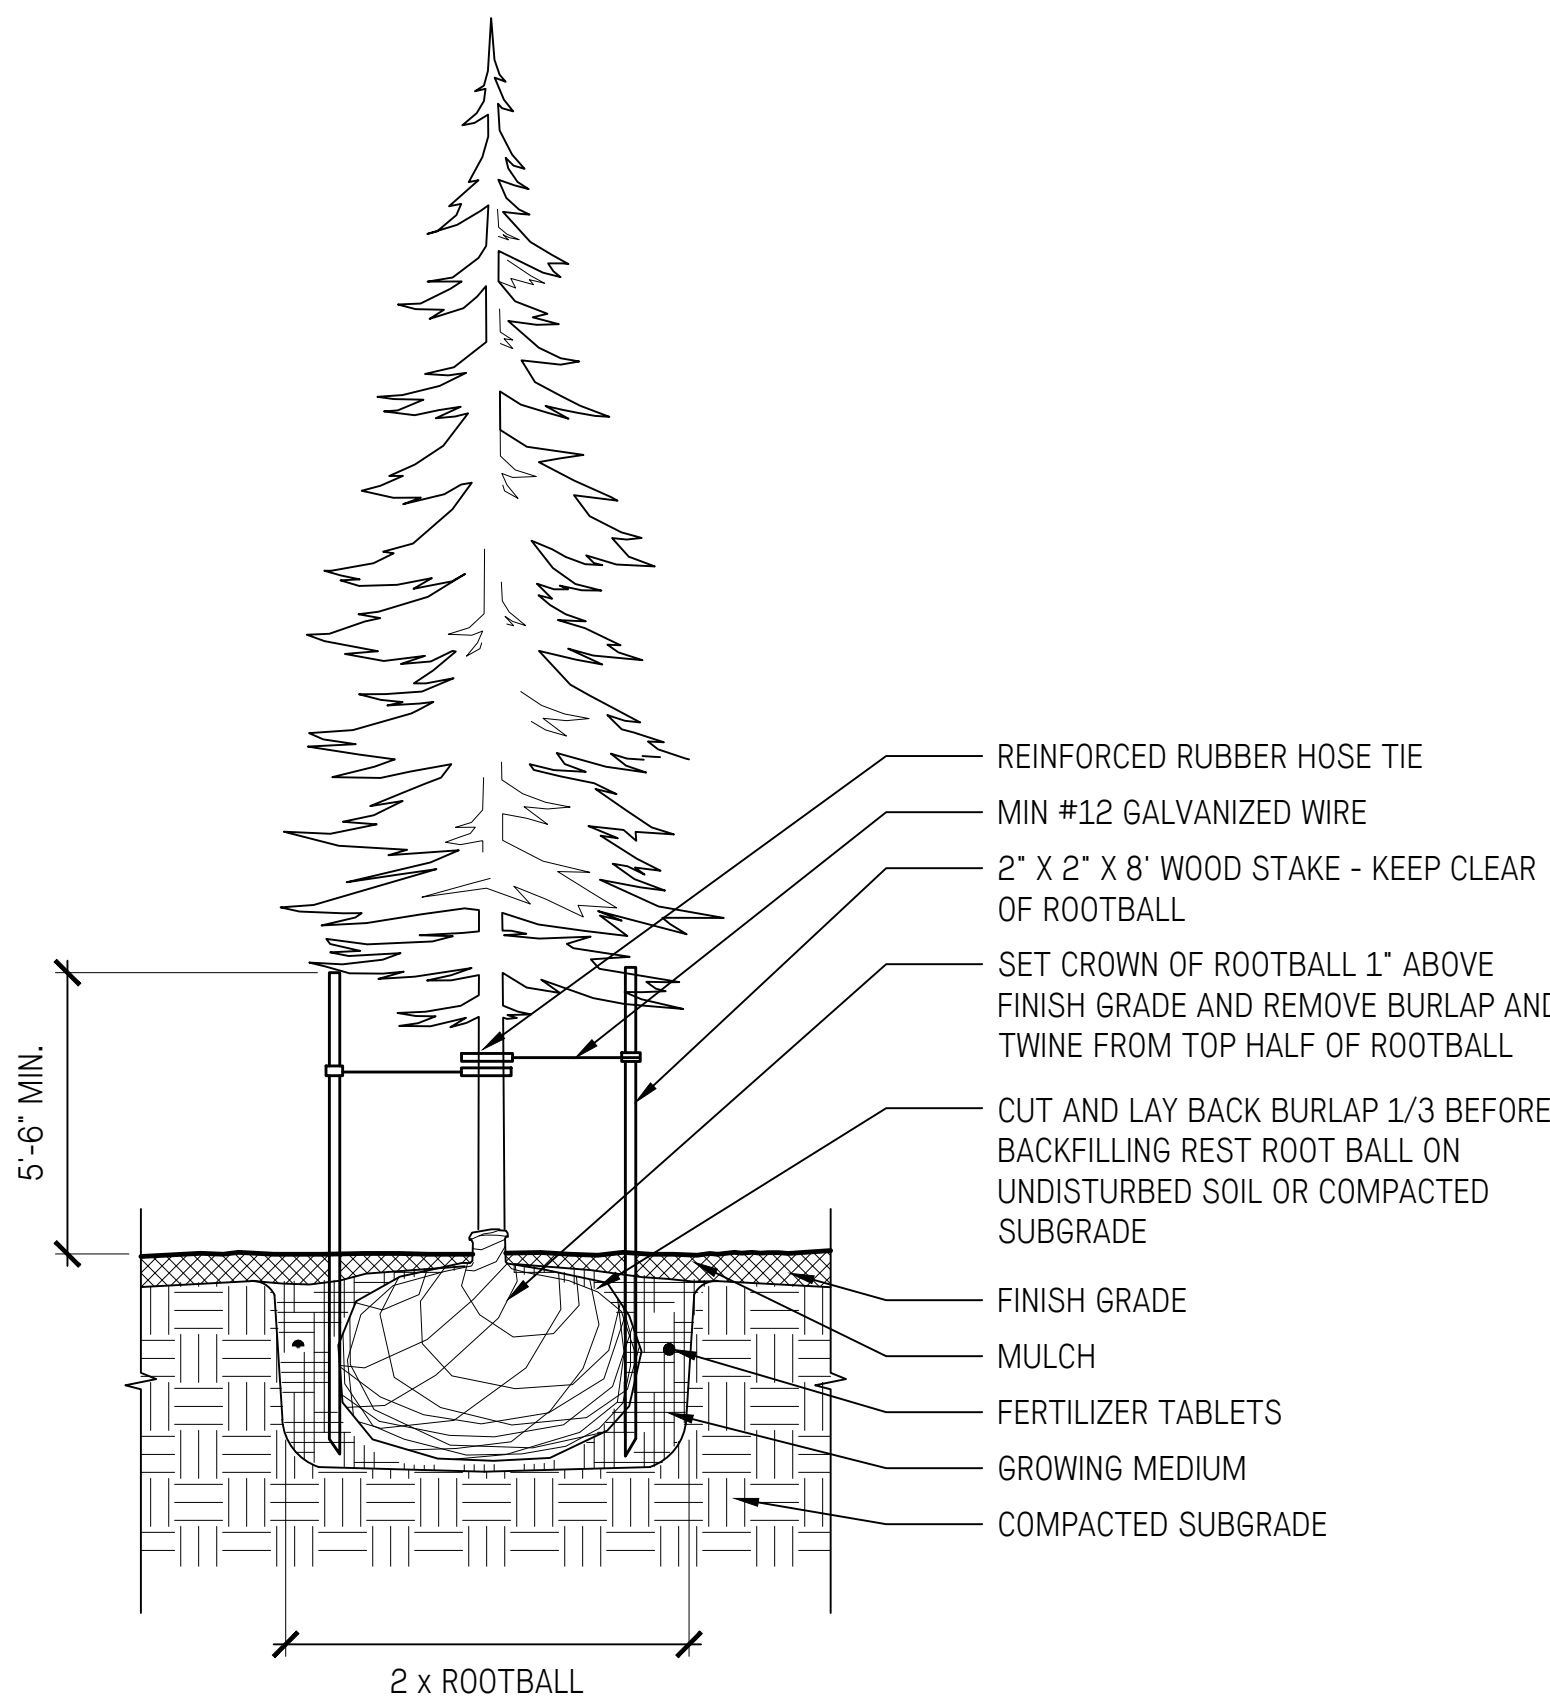 REINFORCED RUBBER HOSE TIE
MIN #12 GALVANIZED WIRE
2" X 2" X 8' WOOD STAKE - KEEP CLEAR
OF ROOTBALL
SET CROWN OF ROOTBALL 1" ABOVE
FINISH GRADE AND REMOVE BURLAP AND
TWINE FROM TOP HALF OF ROOTBALL
5'-6" MIN.
CUT AND LAY BACK BURLAP 1/3 BEFORE
BACKFILLING REST ROOT BALL ON
UNDISTURBED SOIL OR COMPACTED
SUBGRADE
FINISH GRADE
MULCH
FERTILIZER TABLETS
GROWING MEDIUM
COMPACTED SUBGRADE
2 x ROOTBALL